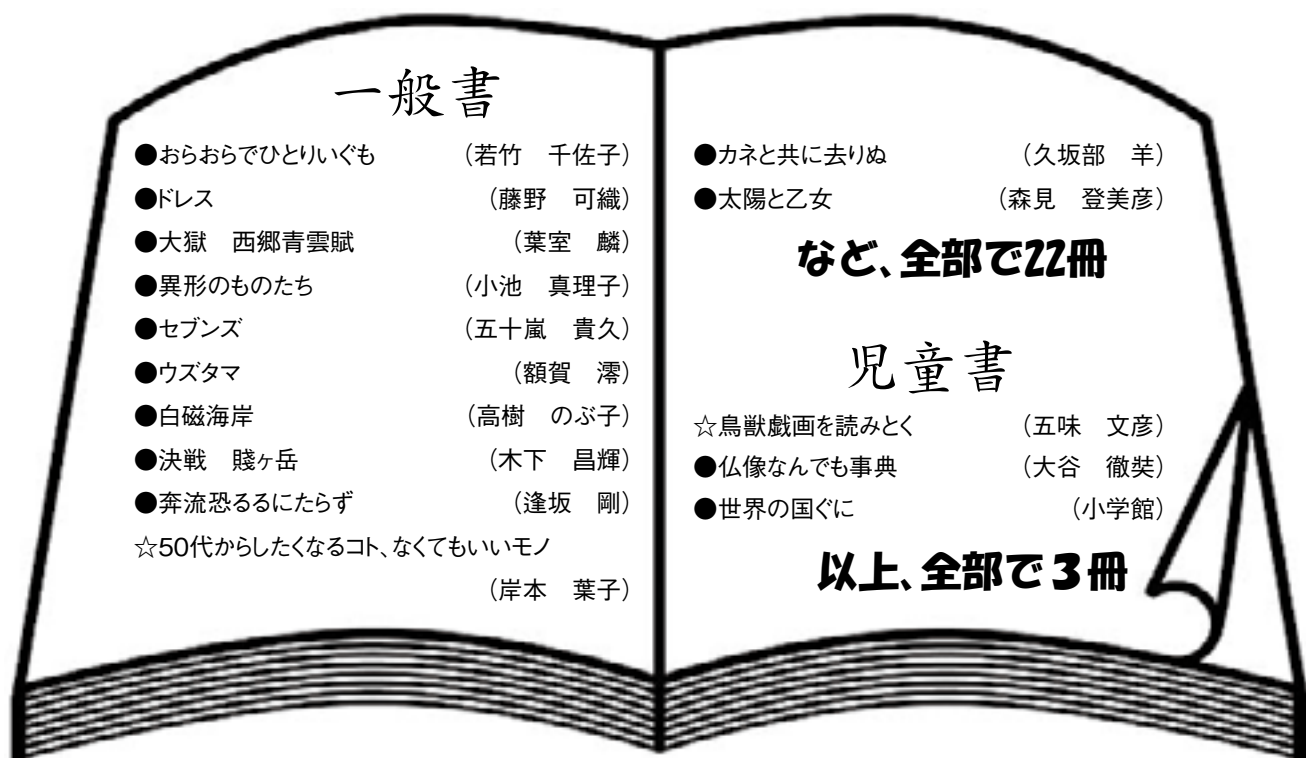 一般書
●おらおらでひとりいぐも　（若竹　千佐子）
●ドレス　（藤野　可織）
●大獄　西郷青雲賦　（葉室　麟）
●異形のものたち　（小池　真理子）
●セブンズ　（五十嵐　貴久）
●ウズタマ　（額賀　澪）
●白磁海岸　（高樹　のぶ子）
●決戦　賤ヶ岳　（木下　昌輝）
●奔流恐るるにたらず　（逢坂　剛）
☆50代からしたくなるコト、なくてもいいモノ
（岸本　葉子）
●カネと共に去りぬ　（久坂部　羊）
●太陽と乙女　（森見　登美彦）
など、全部で22冊
児童書
☆鳥獣戯画を読みとく　（五味　文彦）
●仏像なんでも事典　（大谷　徹奘）
●世界の国ぐに　（小学館）
以上、全部で３冊